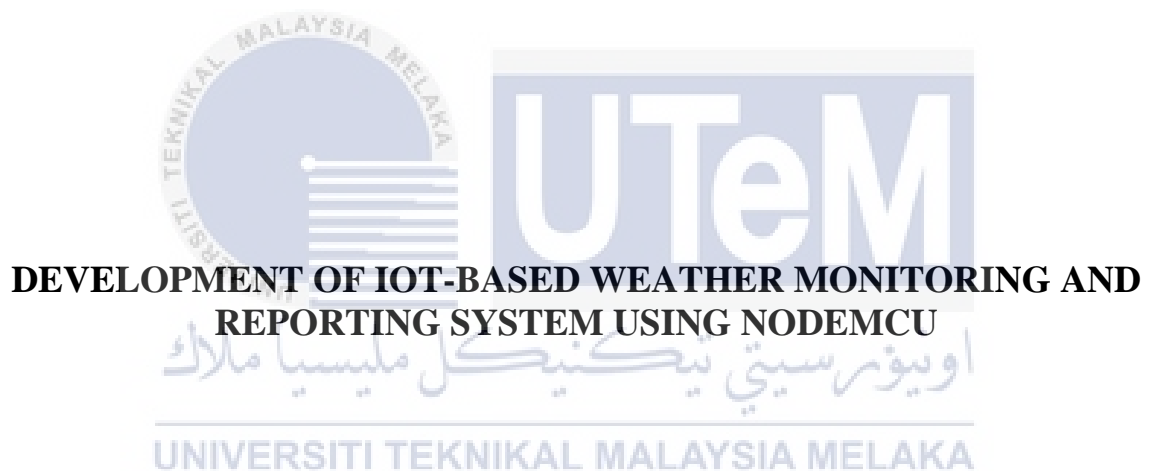 UNIVERSITI TEKNIKAL MALAYSIA MELAKA
UTeM
DEVELOPMENT OF IOT-BASED WEATHER MONITORING AND
REPORTING SYSTEM USING NODEMCU
اونيۏرسيتي تيكنيكل مليسيا ملاك
UNIVERSITI TEKNIKAL MALAYSIA MELAKA